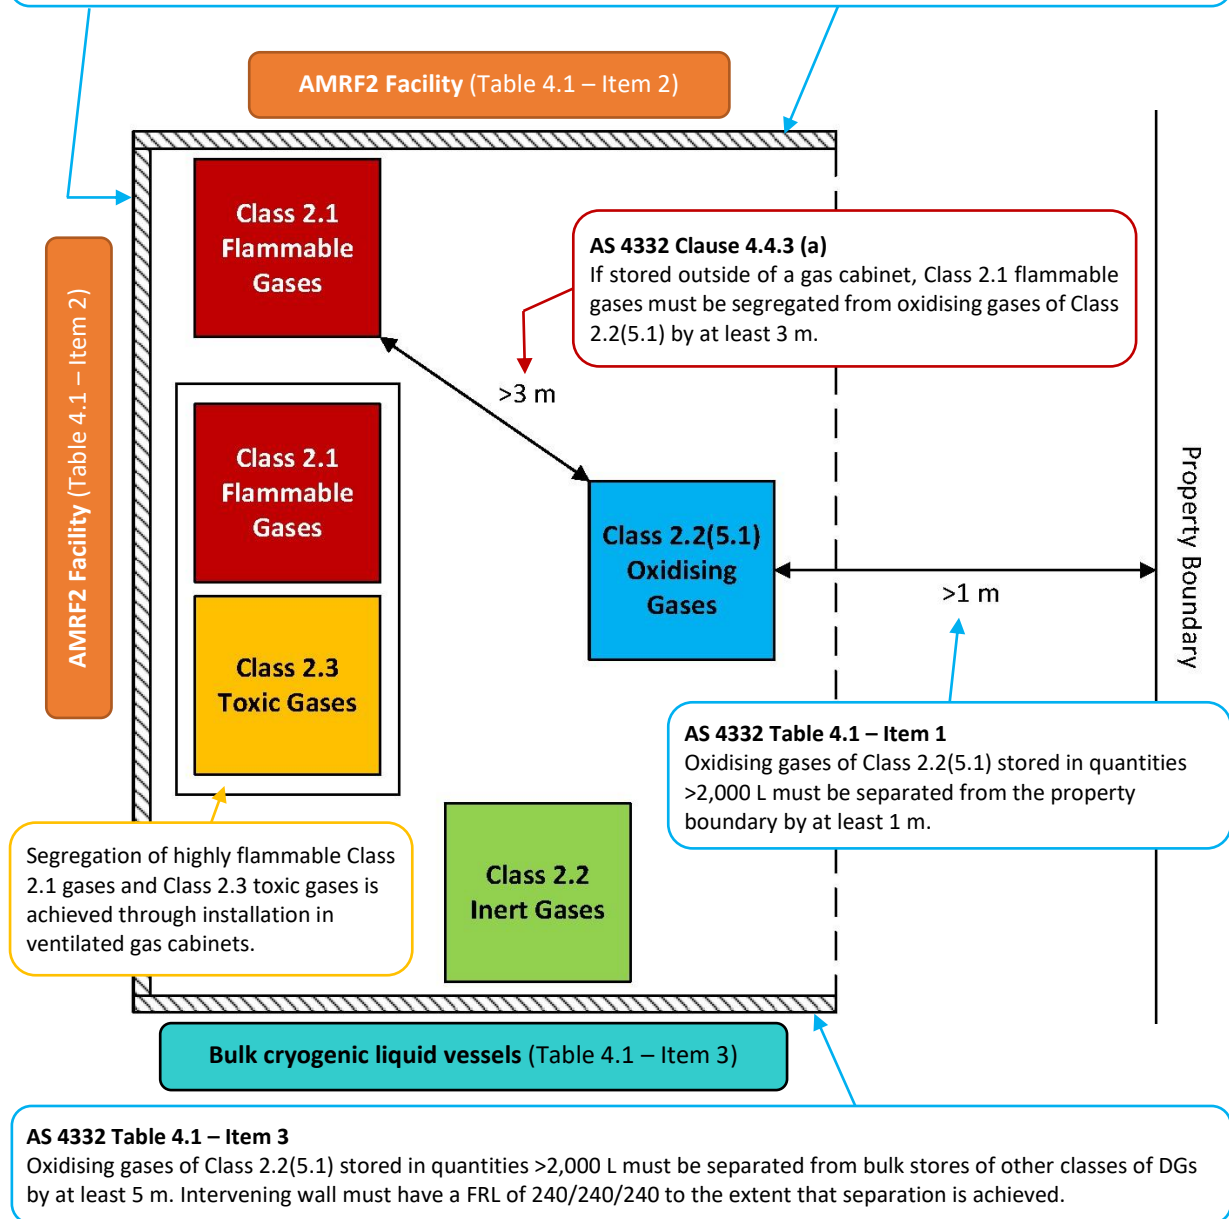 AMRF2 Facility (Table 4.1 – Item 2)
AMRF2 Facility (Table 4.1 – Item 2)
Class 2.1
Flammable
Gases
AS 4332 Clause 4.4.3 (a)
If stored outside of a gas cabinet, Class 2.1 flammable
gases must be segregated from oxidising gases of Class
2.2(5.1) by at least 3 m.
>3 m
Class 2.1
Flammable
Gases
Class 2.2(5.1)
Oxidising
Gases
>1 m
Property Boundary
Class 2.3
Toxic Gases
AS 4332 Table 4.1 – Item 1
Oxidising gases of Class 2.2(5.1) stored in quantities
>2,000 L must be separated from the property
boundary by at least 1 m.
Segregation of highly flammable Class
2.1 gases and Class 2.3 toxic gases is
achieved through installation in
ventilated gas cabinets.
Class 2.2
Inert Gases
Bulk cryogenic liquid vessels (Table 4.1 – Item 3)
AS 4332 Table 4.1 – Item 3
Oxidising gases of Class 2.2(5.1) stored in quantities >2,000 L must be separated from bulk stores of other classes of DGs
by at least 5 m. Intervening wall must have a FRL of 240/240/240 to the extent that separation is achieved.